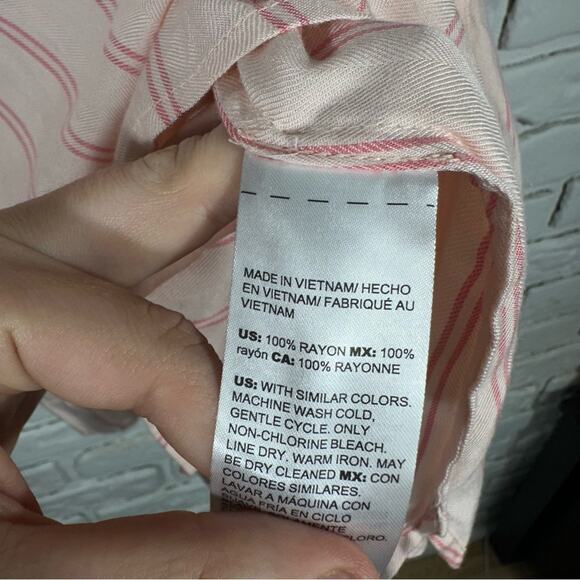 MADE IN VIETNAM/ HECHO
EN VIETNAM/ FABRIQUÉ AU
VIETNAM
US: 100% RAYON MX: 100%
rayón CA: 100% RAYONNE
US: WITH SIMILAR COLORS.
MACHINE WASH COLD,
GENTLE CYCLE. ONLY
NON-CHLORINE BLEACH.
LINE DRY. WARM IRON. MAY
BE DRY CLEANED MX: CON
COLORES SIMILARES.
LAVAR A MÁQUINA CON
AGUA FRÍA EN CICLO